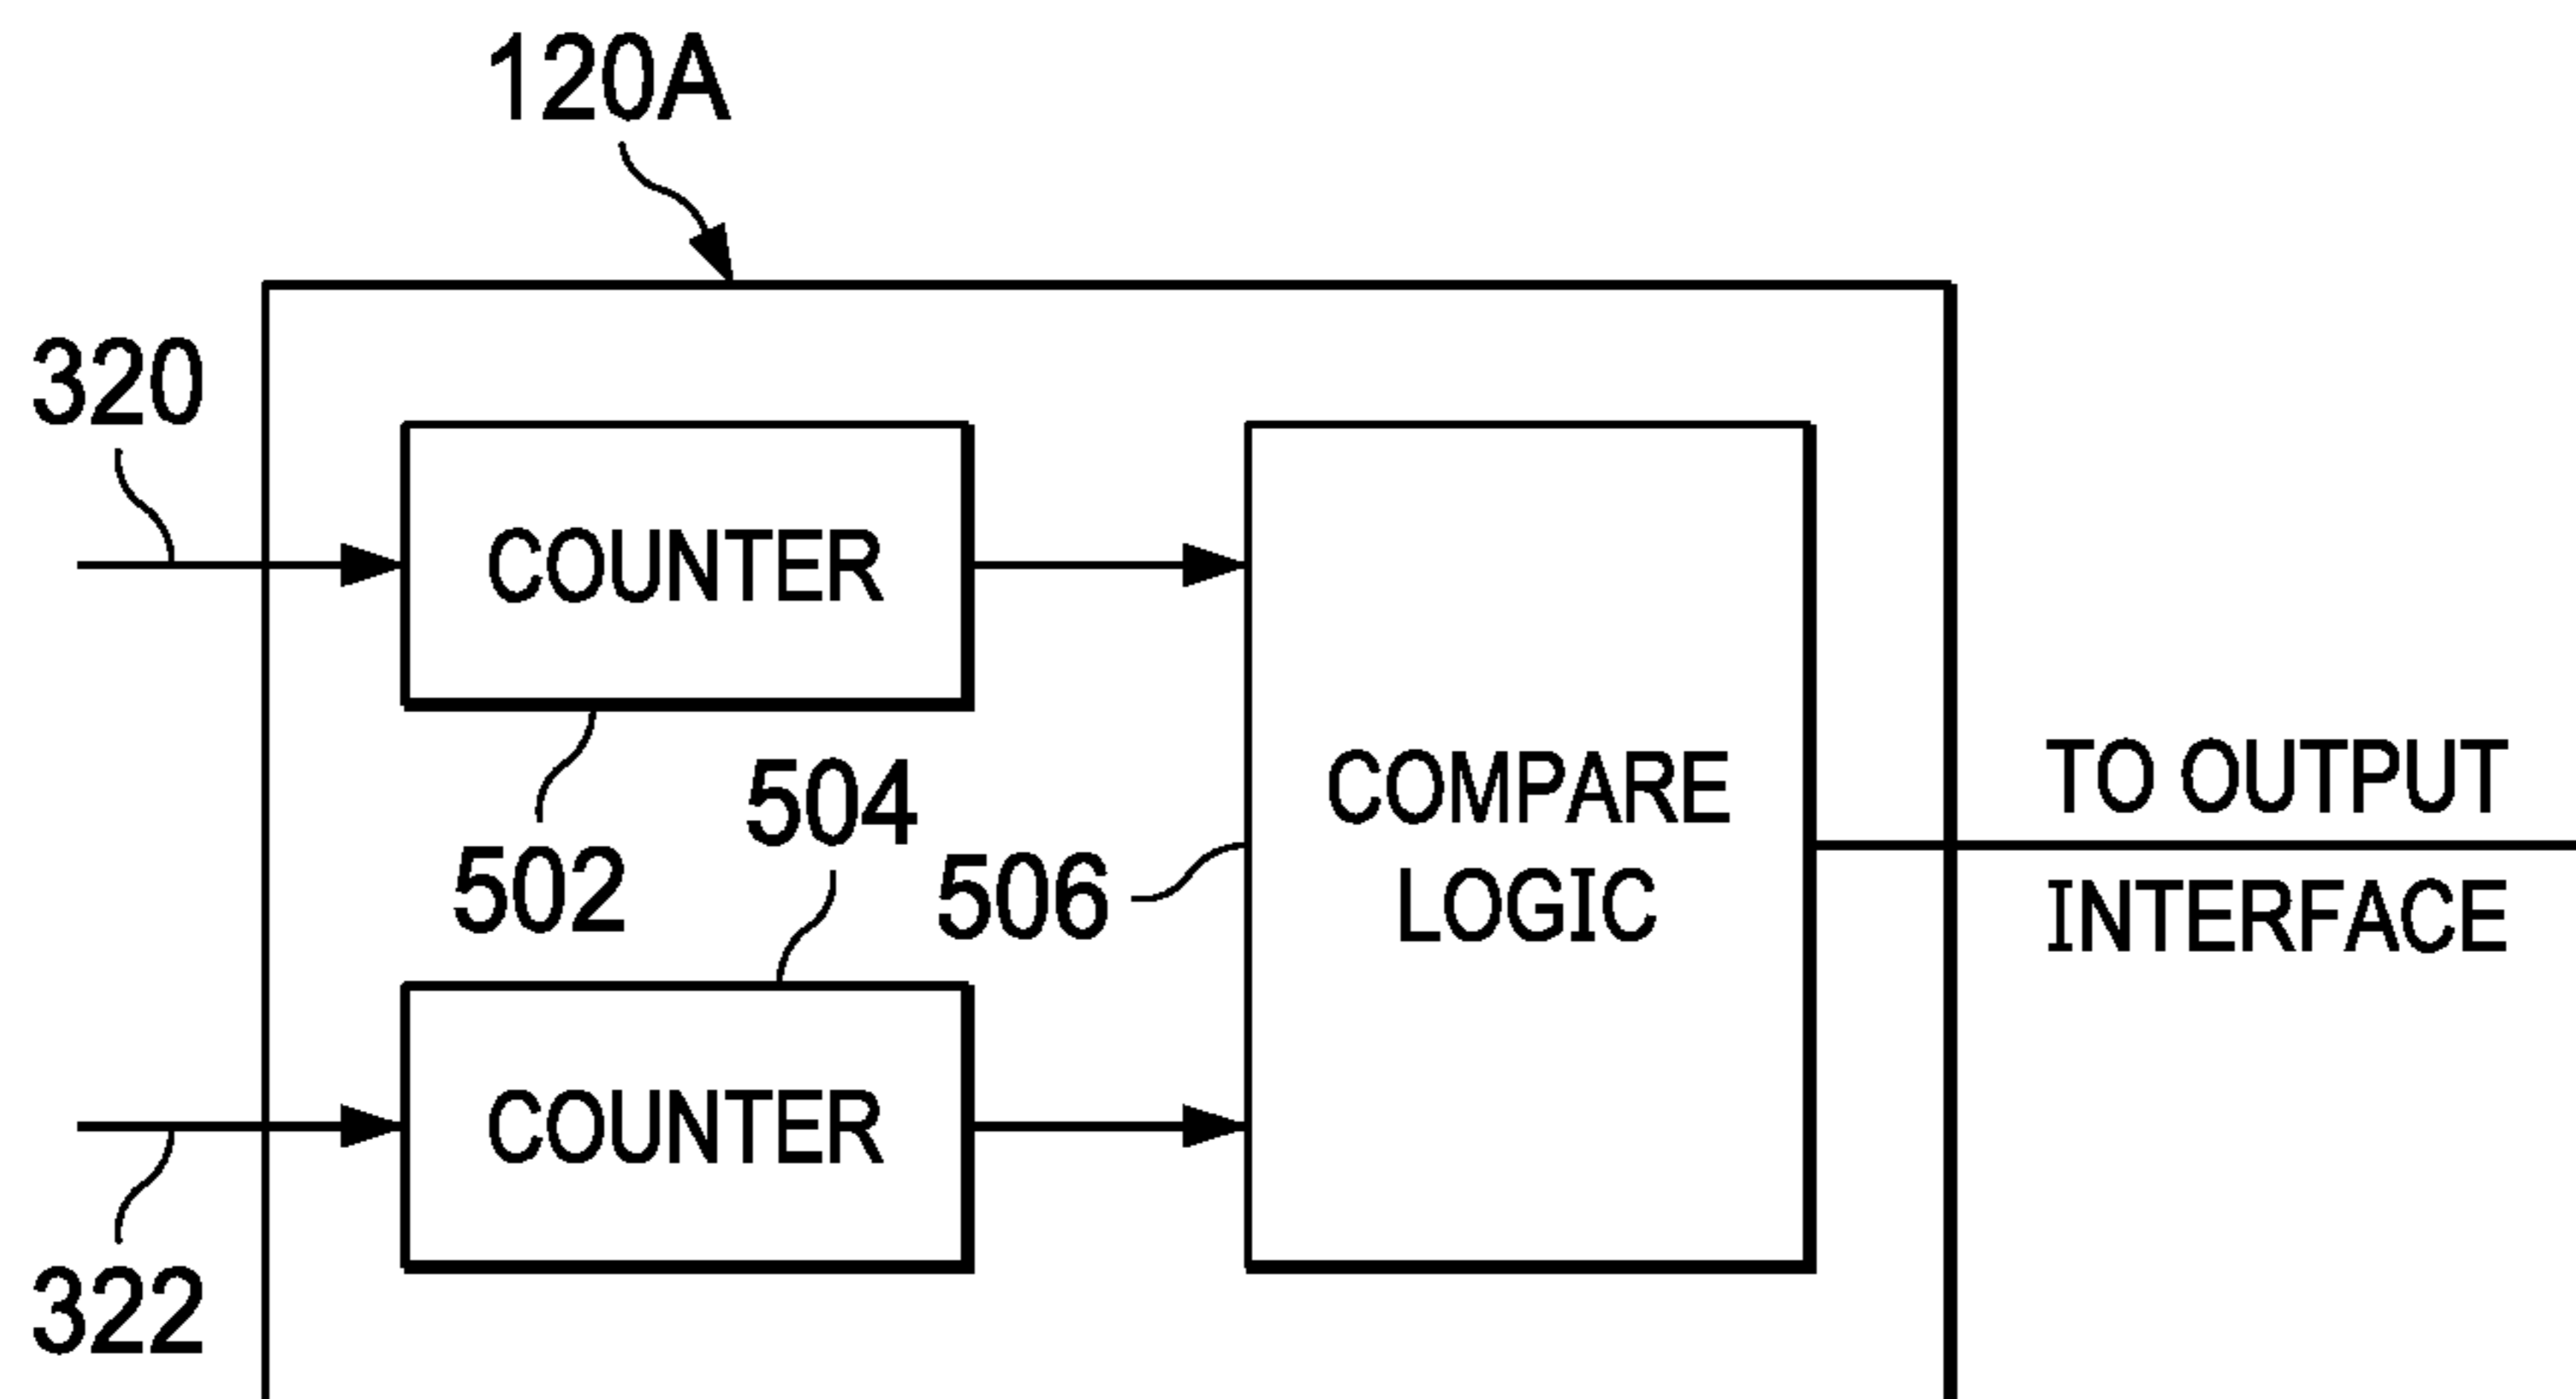 120A
320
COUNTER
502
504
506
COMPARE
LOGIC
TO OUTPUT
INTERFACE
COUNTER
322